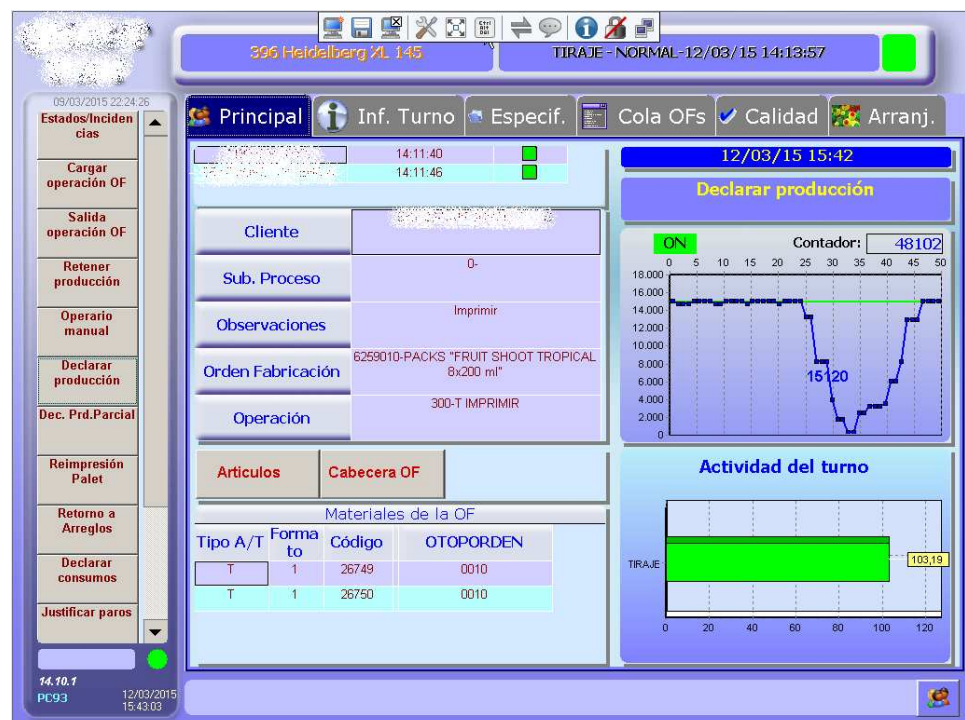 Ctrl
Alt
Del
396 Heidelberg XL 145
TIRAJE - NORMAL-12/03/15 14:13:57
09/03/2015 22:24:26
Estados/Inciden
cias
Cargar
operación OF
Salida
operación OF
Retener
producción
Operario
manual
Declarar
producción
Dec. Prd.Parcial
Reimpresión
Palet
Retorno a
Arreglos
Declarar
consumos
Justificar paros
14.10.1
PC93
12/03/2015
15:43:03
Principal
Inf. Turno
Especif.
Cola OFs
Calidad
Arranj.
14:11:40
14:11:46
Cliente
Sub. Proceso
0-
Observaciones
Imprimir
Orden Fabricación
6259010-PACKS "FRUIT SHOOT TROPICAL
8x200 ml"
Operación
300-T IMPRIMIR
Articulos
Cabecera OF
Materiales de la OF
Tipo A/T
Forma
to
Código
OTOPORDEN
T 1 26749 0010
T 1 26750 0010
12/03/15 15:42
Declarar producción
ON
Contador: 48102
0 5 10 15 20 25 30 35 40 45 50
18.000
16.000
14.000
12.000
10.000
8.000
6.000
4.000
2.000
0
15120
Actividad del turno
TIRAJE
103,19
0 20 40 60 80 100 120